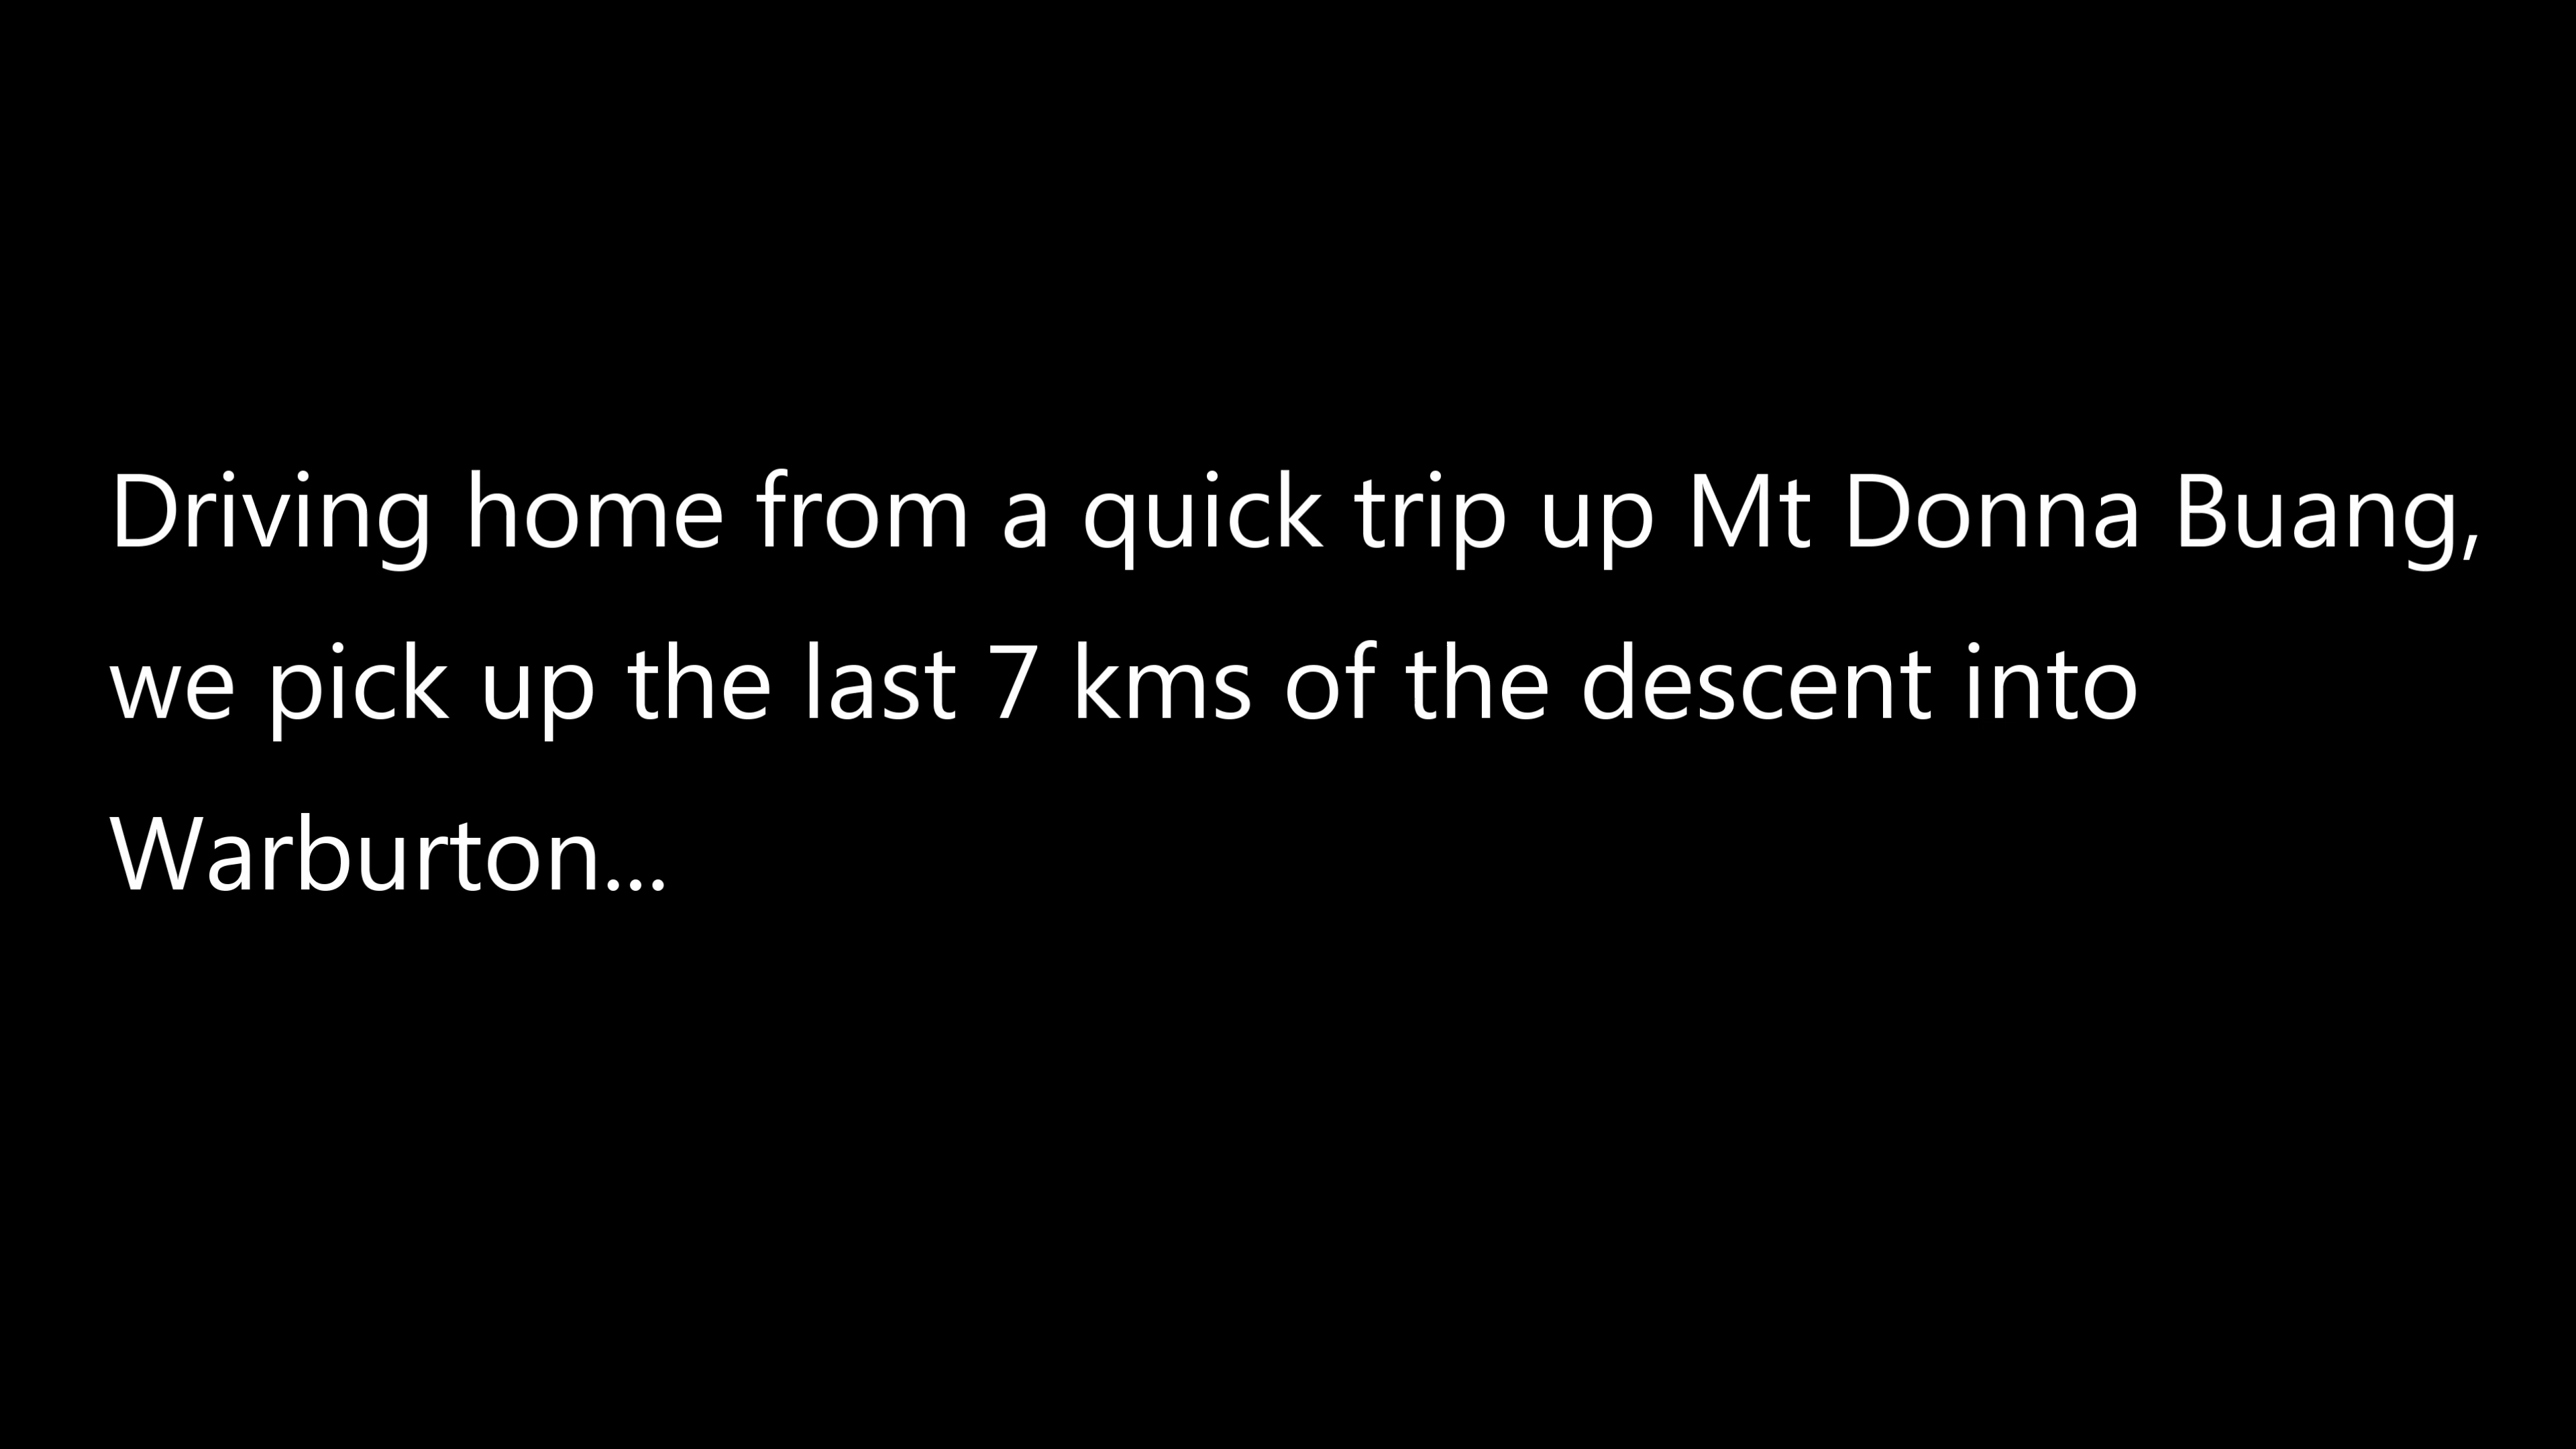 Driving home from a quick trip up Mt Donna Buang,
we pick up the last 7 kms of the descent into
Warburton...